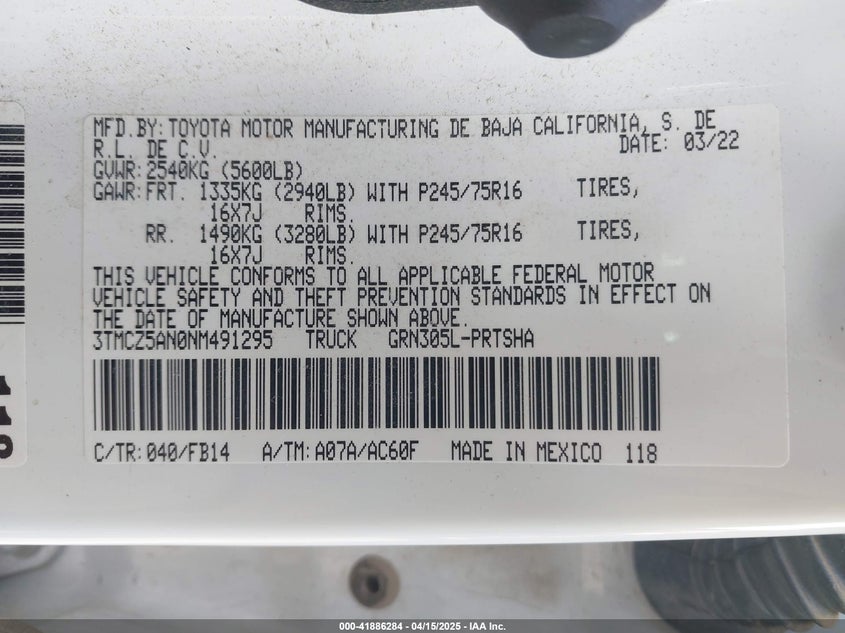 MFD.BY:TOYOTA MOTOR MANUFACTURING DE BAJA CALIFORNIA, S. DE
R.L. DE C.V. DATE: 03/22
GVWR:2540KG (5600LB)
GAWR:FRT. 1335KG (2940LB) WITH P245/75R16 TIRES,
16X7J RIMS.
RR. 1490KG (3280LB) WITH P245/75R16 TIRES,
16X7J RIMS.
THIS VEHICLE CONFORMS TO ALL APPLICABLE FEDERAL MOTOR
VEHICLE SAFETY AND THEFT PREVENTION STANDARDS IN EFFECT ON
THE DATE OF MANUFACTURE SHOWN ABOVE.
3TMCZ5AN0NM491295 TRUCK GRN305L-PRTSHA
C/TR:040/FB14 A/TM:A07A/AC60F MADE IN MEXICO 118
118
000-41886284 - 04/15/2025 - IAA Inc.